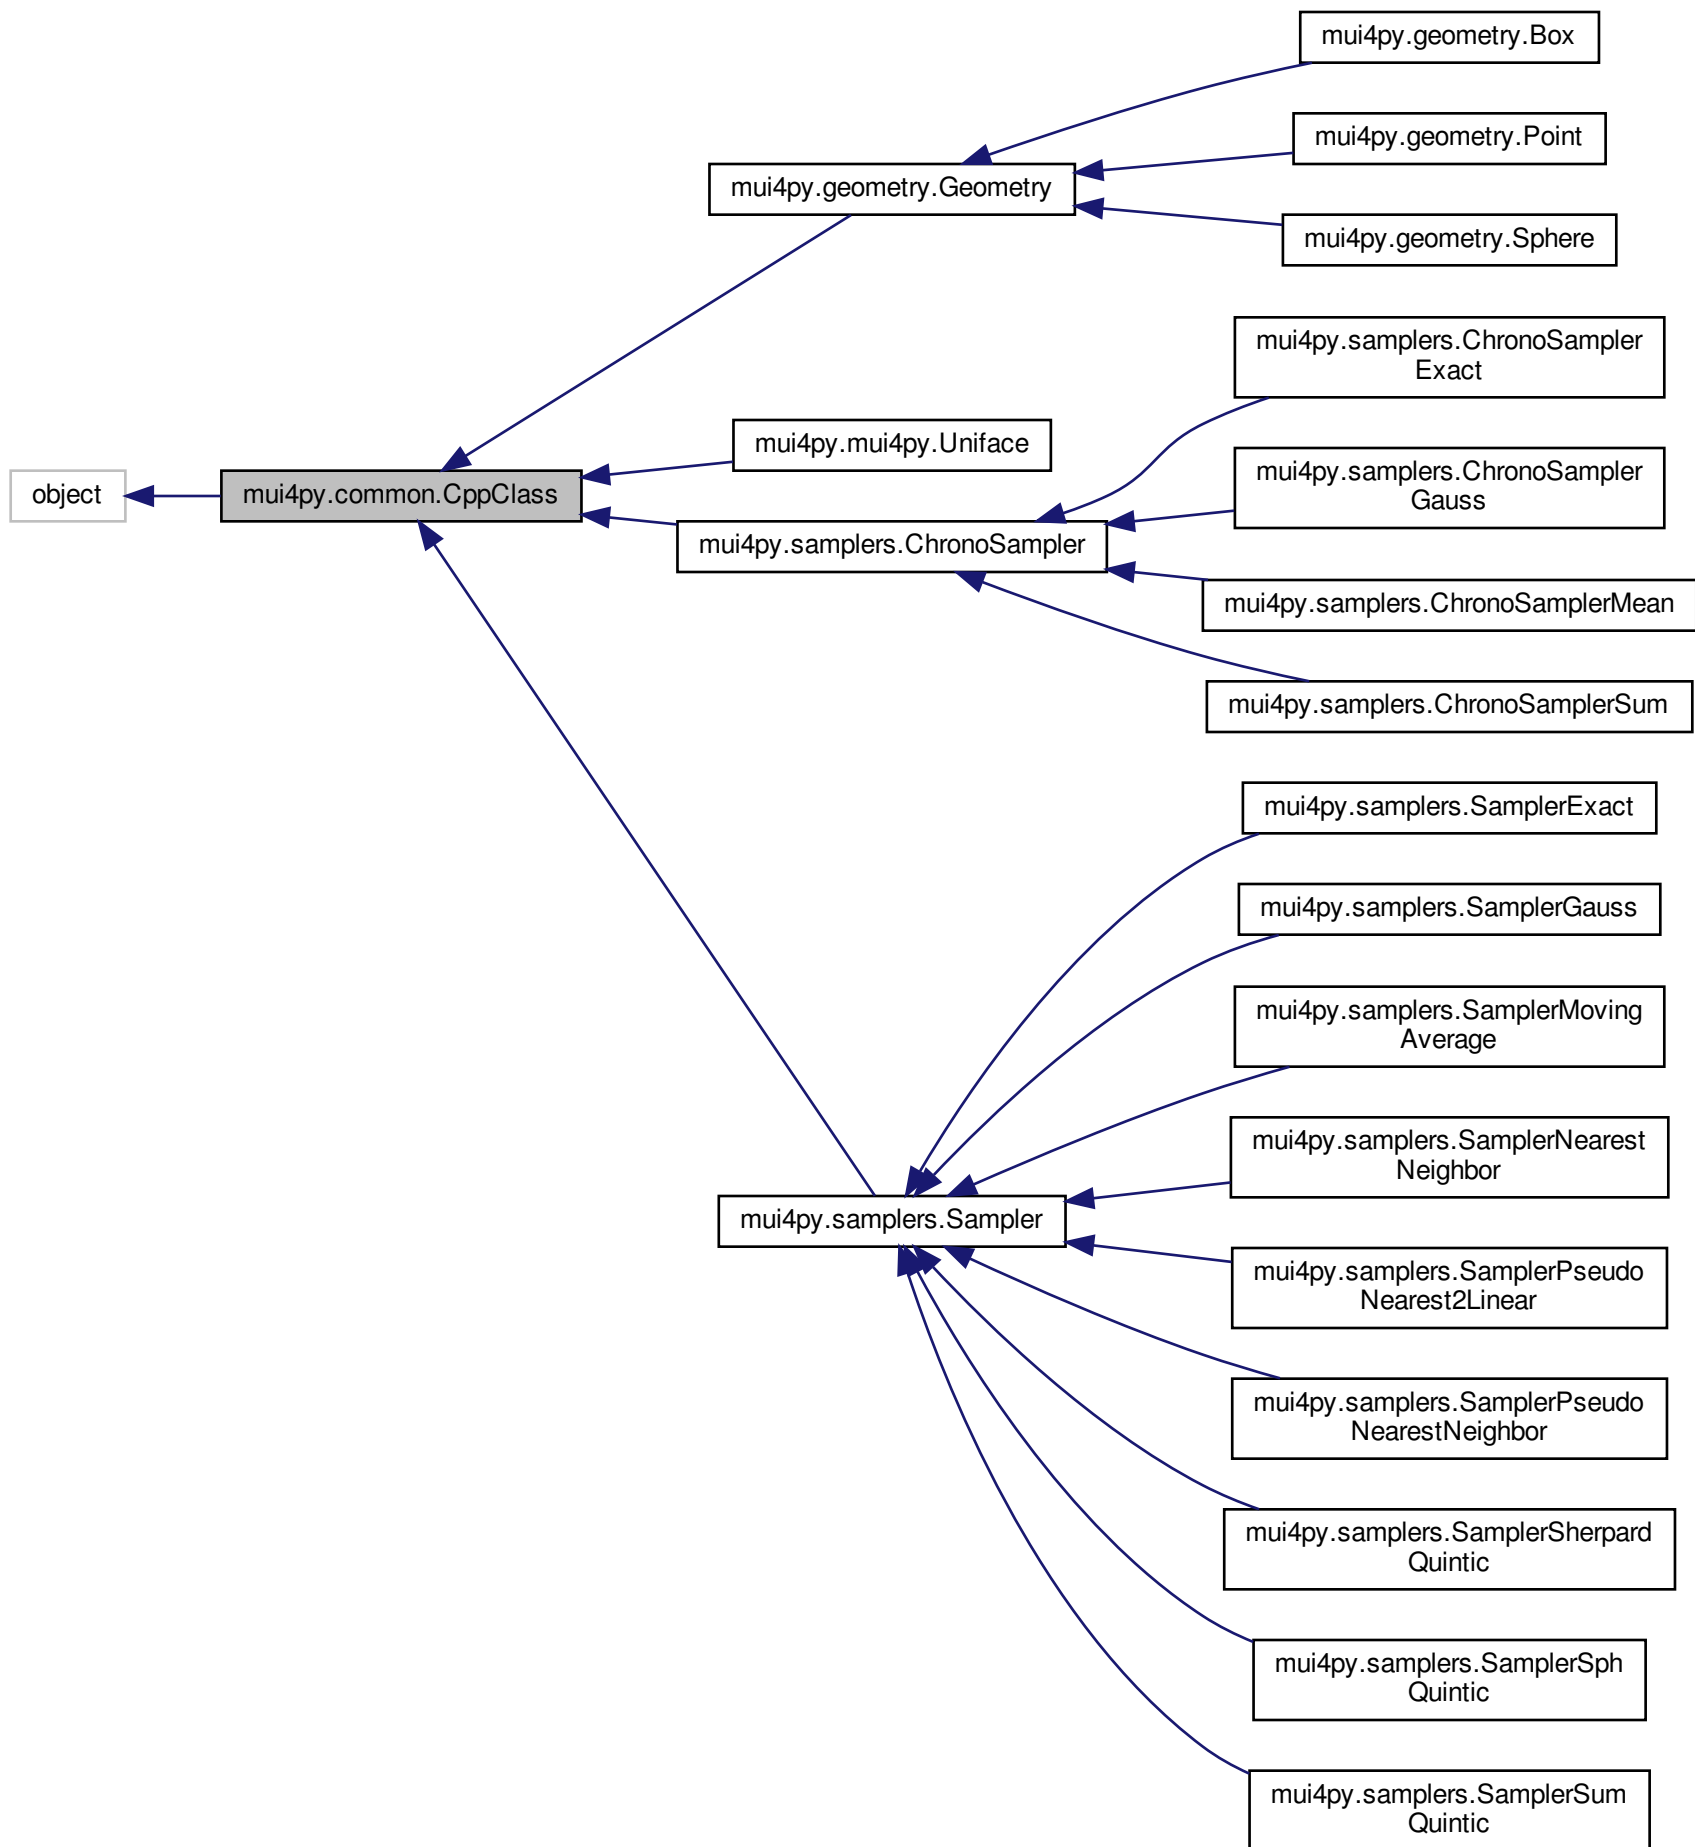 mui4py.geometry.Box
mui4py.geometry.Point
mui4py.geometry.Geometry
mui4py.geometry.Sphere
mui4py.samplers.ChronoSampler
Exact
mui4py.mui4py.Uniface
mui4py.samplers.ChronoSampler
Gauss
object
mui4py.common.CppClass
mui4py.samplers.ChronoSampler
mui4py.samplers.ChronoSamplerMean
mui4py.samplers.ChronoSamplerSum
mui4py.samplers.SamplerExact
mui4py.samplers.SamplerGauss
mui4py.samplers.SamplerMoving
Average
mui4py.samplers.SamplerNearest
Neighbor
mui4py.samplers.Sampler
mui4py.samplers.SamplerPseudo
Nearest2Linear
mui4py.samplers.SamplerPseudo
NearestNeighbor
mui4py.samplers.SamplerSherpard
Quintic
mui4py.samplers.SamplerSph
Quintic
mui4py.samplers.SamplerSum
Quintic